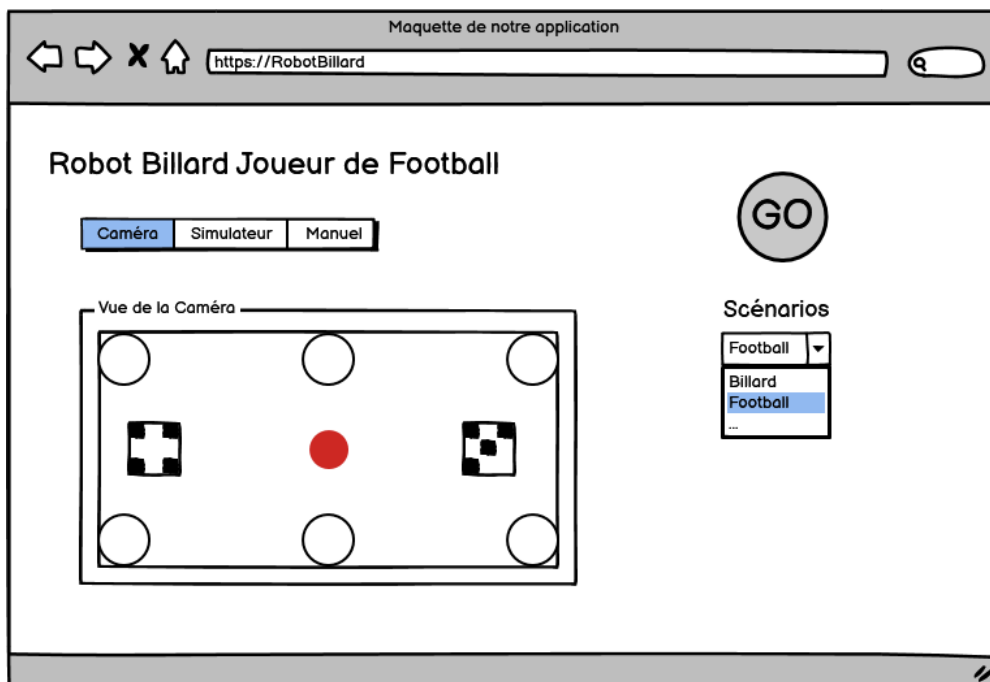 Maquette de notre application
https://RobotBillard
Robot Billard Joueur de Football
GO
Caméra Simulateur Manuel
Vue de la Caméra
Scénarios
Football
Billard
Football
...